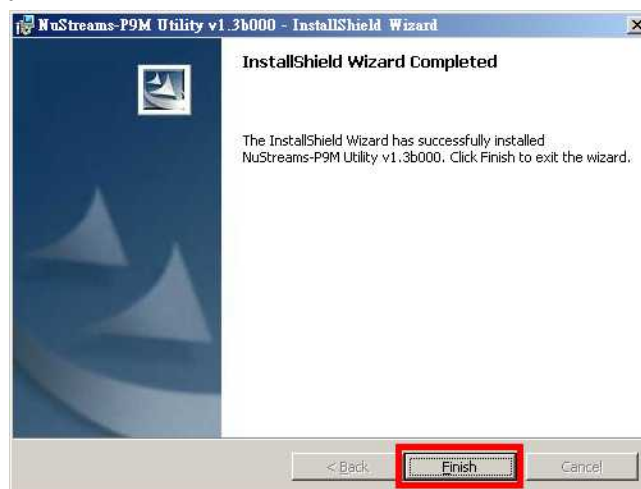 NuStreams-P9M Utility v1.3b000 - InstallShield Wizard
InstallShield Wizard Completed
The InstallShield Wizard has successfully installed
NuStreams-P9M Utility v1.3b000. Click Finish to exit the wizard.
< Back
Finish
Cancel